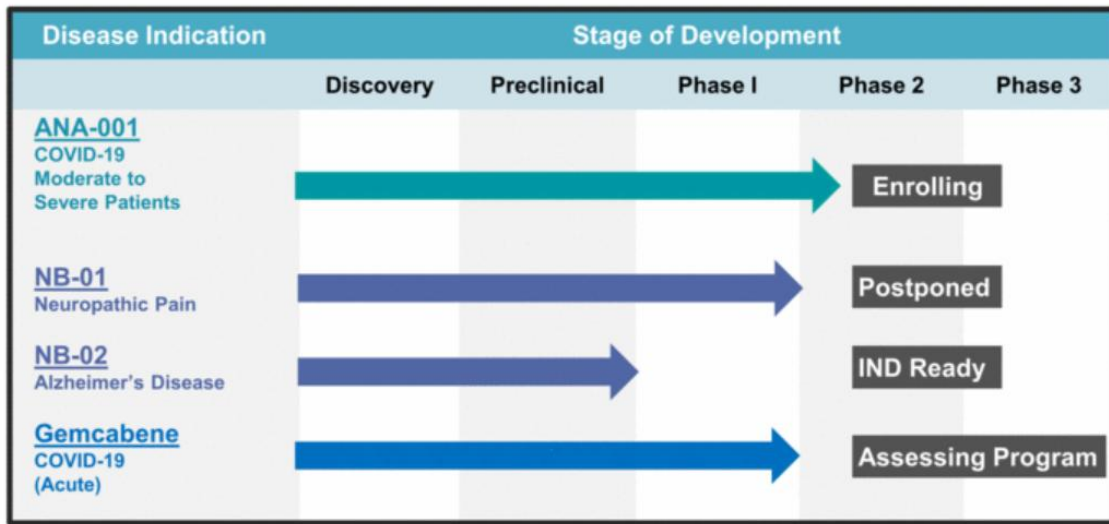 Disease Indication Stage of Development
Discovery Preclinical Phase I Phase 2 Phase 3
ANA-001
COVID-19
Moderate to
Severe Patients
Enrolling
NB-01
Neuropathic Pain
Postponed
NB-02
Alzheimer's Disease
IND Ready
Gemcabene
COVID-19
(Acute)
Assessing Program